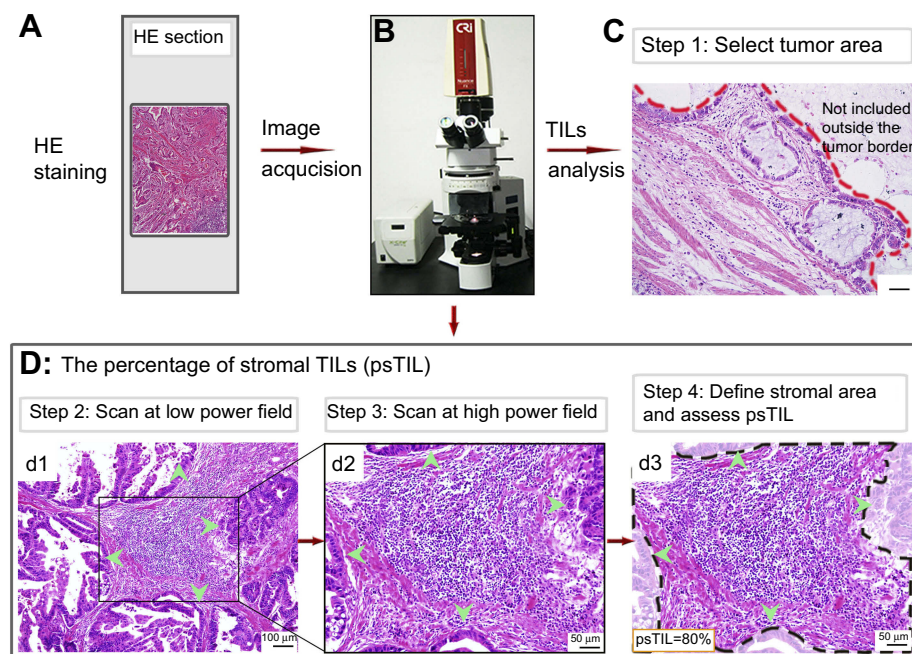 A
HE section
HE
staining
Image
acqucision
B
CRi
TILs
analysis
C
Step 1: Select tumor area
Not included
outside the
tumor border
D: The percentage of stromal TILs (psTIL)
Step 2: Scan at low power field
Step 3: Scan at high power field
Step 4: Define stromal area
and assess psTIL
d1
100 μm
d2
50 μm
d3
psTIL=80%
50 μm